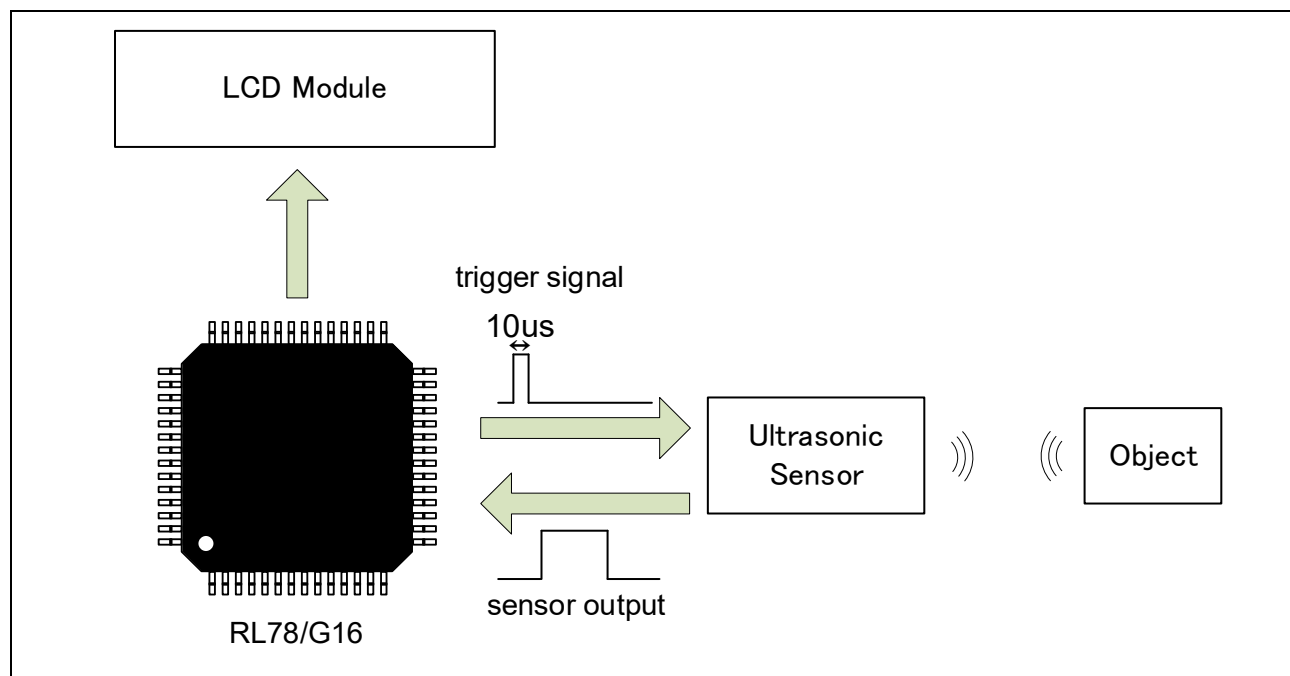 LCD Module
trigger signal
10us
Ultrasonic
Sensor
Object
sensor output
RL78/G16